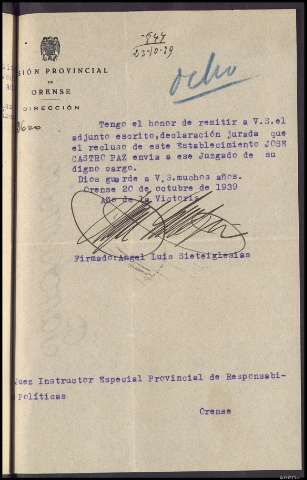 -947
23-10-39
ocho
SIÓN PROVINCIAL
DE
ORENSE
DIRECCIÓN
Tengo el honor de remitir a V.S.el
adjunto escrito,declaración jurada que
el recluso de este Establecimiento JOSE
CASTRO PAZ envia a ese Juzgado de su
digno cargo.
Dios guarde a V.S.muchos años.
Orense 20 de octubre de 1939
Año de la Victoria
Firmado:Angel Luis Sieteiglesias
Juez Instructor Especial Provincial de Responsabi-
Políticas
Orense